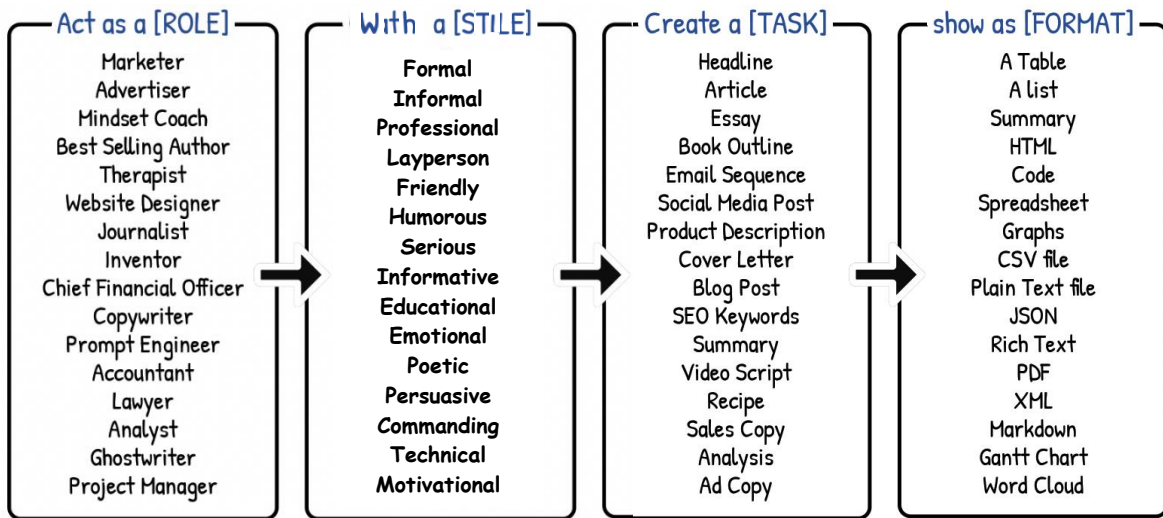 Act as a [ROLE]
Marketer
Advertiser
Mindset Coach
Best Selling Author
Therapist
Website Designer
Journalist
Inventor
Chief Financial Officer
Copywriter
Prompt Engineer
Accountant
Lawyer
Analyst
Ghostwriter
Project Manager
With a [STILE]
Formal
Informal
Professional
Layperson
Friendly
Humorous
Serious
Informative
Educational
Emotional
Poetic
Persuasive
Commanding
Technical
Motivational
Create a [TASK]
Headline
Article
Essay
Book Outline
Email Sequence
Social Media Post
Product Description
Cover Letter
Blog Post
SEO Keywords
Summary
Video Script
Recipe
Sales Copy
Analysis
Ad Copy
show as [FORMAT]
A Table
A list
Summary
HTML
Code
Spreadsheet
Graphs
CSV file
Plain Text file
JSON
Rich Text
PDF
XML
Markdown
Gantt Chart
Word Cloud